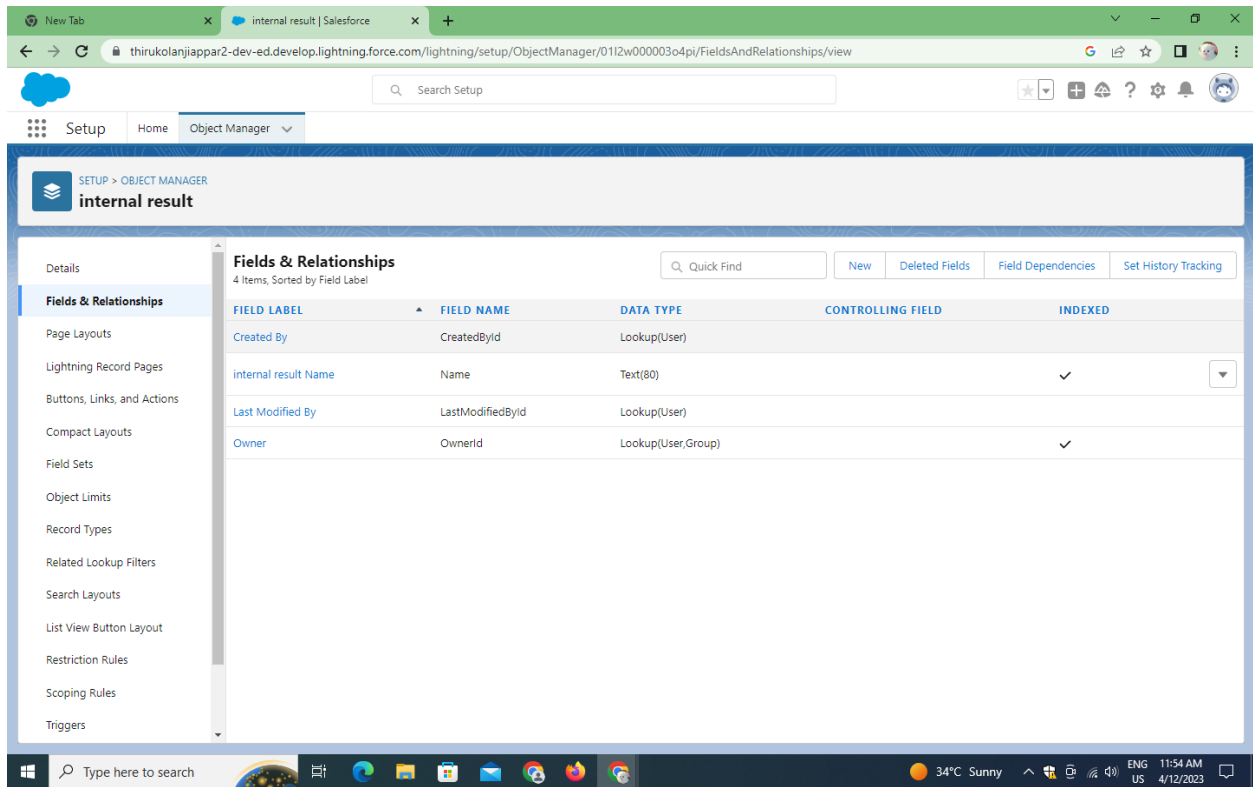 New Tab
internal result | Salesforce
thirukolanjiappar2-dev-ed.develop.lightning.force.com/lightning/setup/ObjectManager/01I2w000003o4pi/FieldsAndRelationships/view
Search Setup
Setup Home Object Manager
SETUP > OBJECT MANAGER
internal result
Details
Fields & Relationships
Page Layouts
Lightning Record Pages
Buttons, Links, and Actions
Compact Layouts
Field Sets
Object Limits
Record Types
Related Lookup Filters
Search Layouts
List View Button Layout
Restriction Rules
Scoping Rules
Triggers
Fields & Relationships
4 Items, Sorted by Field Label
Quick Find
New Deleted Fields Field Dependencies Set History Tracking
FIELD LABEL FIELD NAME DATA TYPE CONTROLLING FIELD INDEXED
Created By CreatedById Lookup(User)
internal result Name Name Text(80)
Last Modified By LastModifiedById Lookup(User)
Owner OwnerId Lookup(User,Group)
Type here to search
34°C Sunny
ENG 11:54 AM
US 4/12/2023